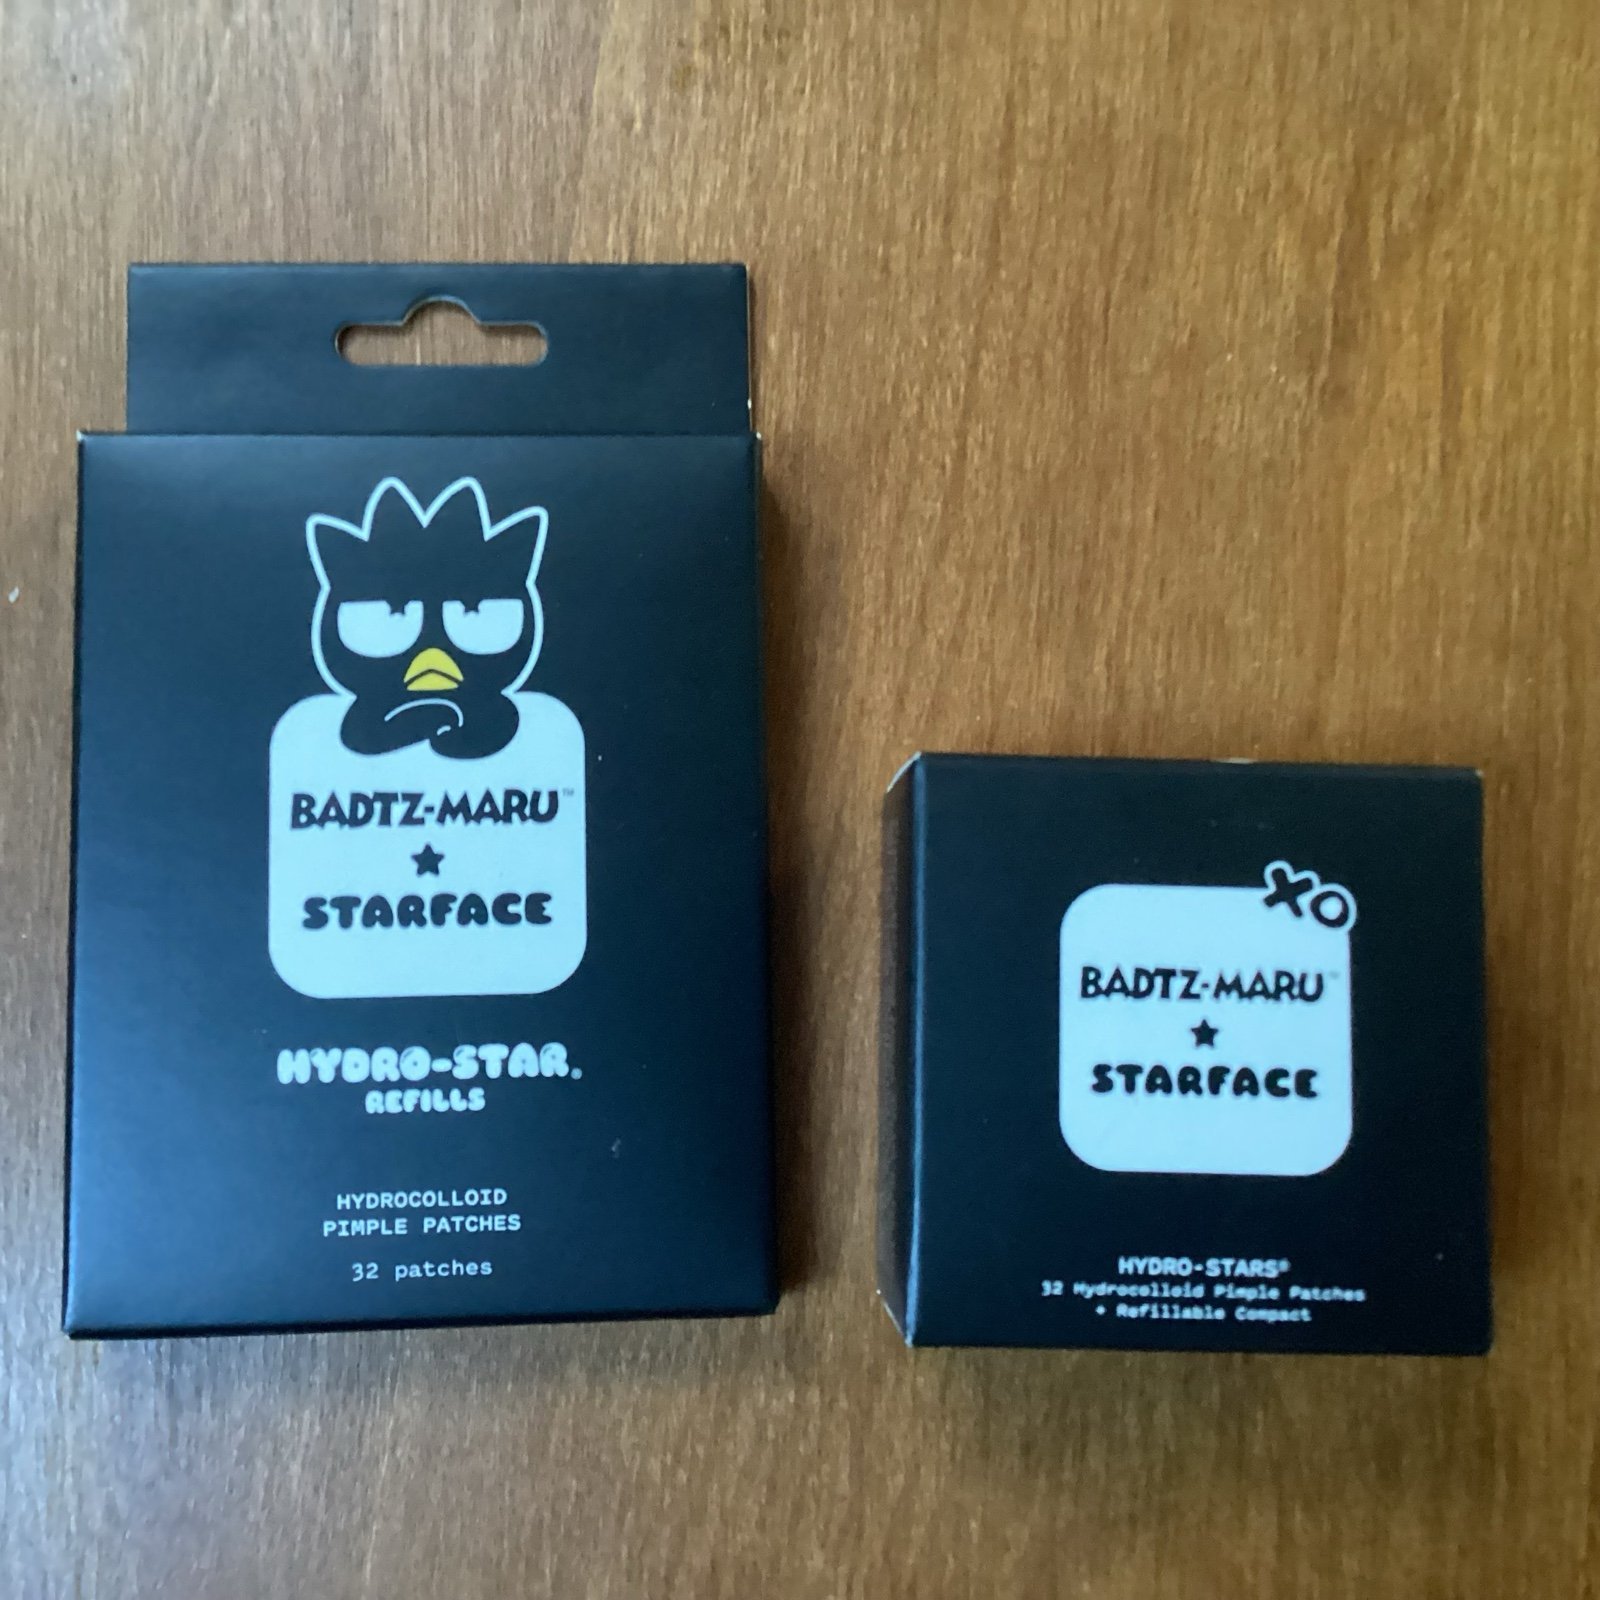 BADTZ-MARU™
★
STARFACE
HYDRO-STAR®
REFILLS
HYDROCOLLOID
PIMPLE PATCHES
32 patches
XO
BADTZ-MARU™
★
STARFACE
HYDRO-STARS®
32 Hydrocolloid Pimple Patches
+ Refillable Compact